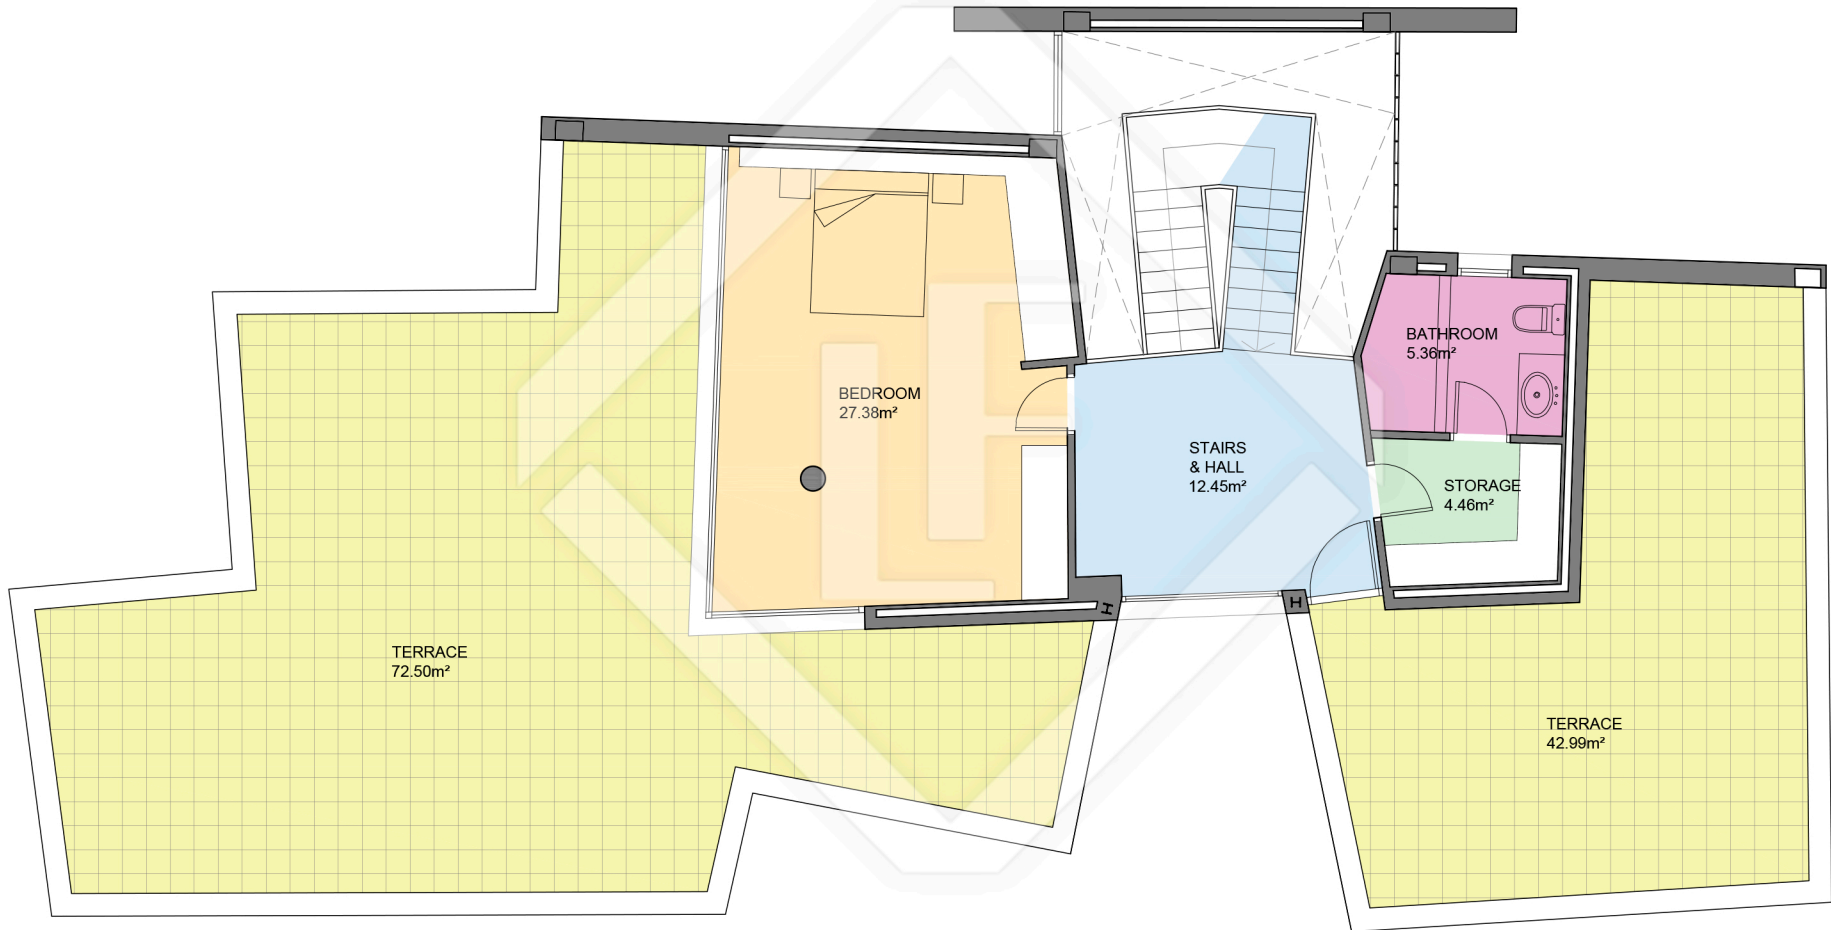 BEDROOM
27.38m²
STAIRS
& HALL
12.45m²
BATHROOM
5.36m²
STORAGE
4.46m²
TERRACE
72.50m²
TERRACE
42.99m²
H
H